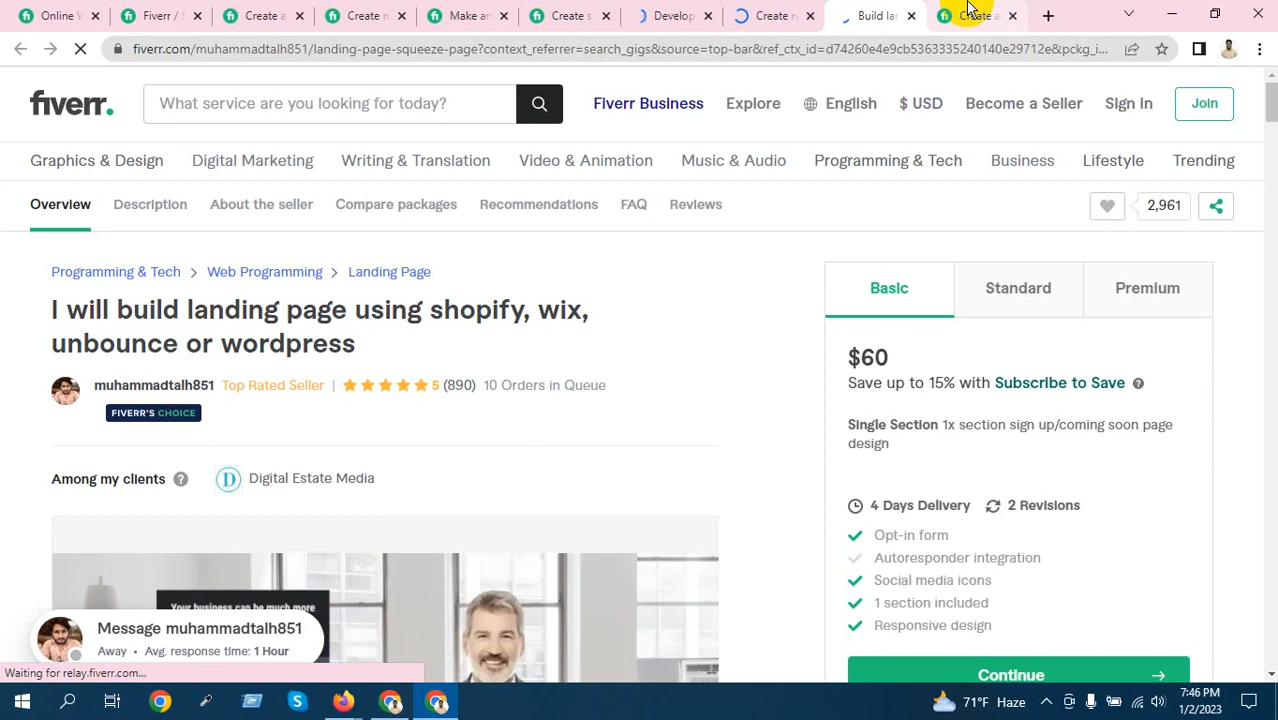 Online W
Fiverr / S
Create s
Create m
Make an
Create s
Develop
Create n
Build lan
Create a
fiverr.com/muhammadtalh851/landing-page-squeeze-page?context_referrer=search_gigs&source=top-bar&ref_ctx_id=d74260e4e9cb5363335240140e29712e&pckg_i...
fiverr.
What service are you looking for today?
Fiverr Business
Explore
English
$ USD
Become a Seller
Sign In
Join
Graphics & Design
Digital Marketing
Writing & Translation
Video & Animation
Music & Audio
Programming & Tech
Business
Lifestyle
Trending
Overview
Description
About the seller
Compare packages
Recommendations
FAQ
Reviews
2,961
Programming & Tech > Web Programming > Landing Page
I will build landing page using shopify, wix,
unbounce or wordpress
muhammadtalh851 Top Rated Seller | 5 (890) 10 Orders in Queue
FIVERR'S CHOICE
Among my clients ? D Digital Estate Media
Basic
Standard
Premium
$60
Save up to 15% with Subscribe to Save ?
Single Section 1x section sign up/coming soon page
design
4 Days Delivery
2 Revisions
Opt-in form
Autoresponder integration
Social media icons
1 section included
Responsive design
Continue
Your business can be much more
Message muhammadtalh851
Away • Avg. response time: 1 Hour
Waiting for relay.fiverr.com...
71°F Haze
7:46 PM
1/2/2023